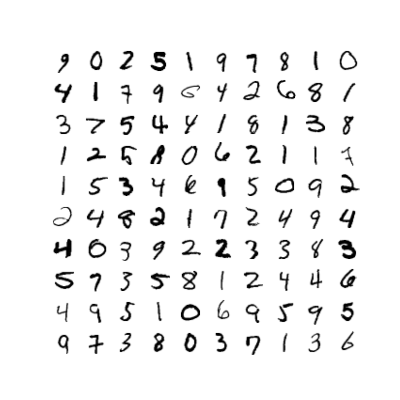 9 0 2 5 1 9 7 8 1 0
4 1 7 9 6 4 2 6 8 1
3 7 5 4 4 1 8 1 3 8
1 2 5 8 0 6 2 1 1 7
1 5 3 4 6 9 5 0 9 2
2 4 8 2 1 7 2 4 9 4
4 0 3 9 2 2 3 3 8 3
5 7 3 5 8 1 2 4 4 6
4 9 5 1 0 6 9 5 9 5
9 7 3 8 0 3 7 1 3 6